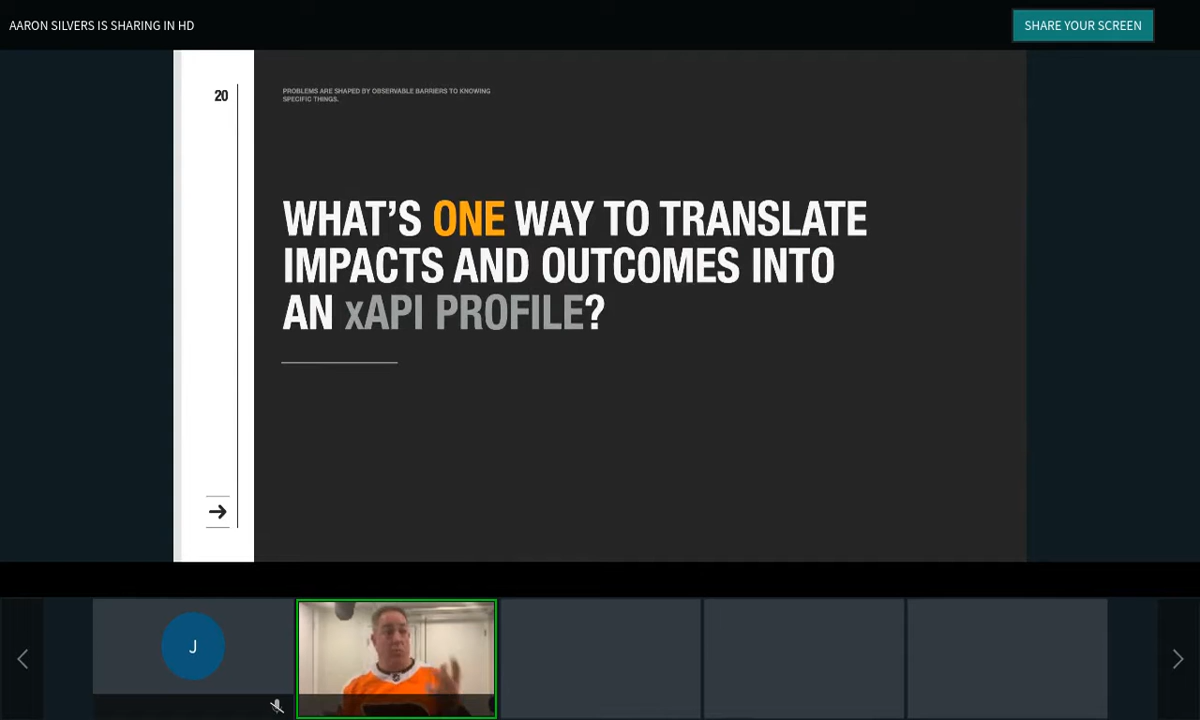 AARON SILVERS IS SHARING IN HD
SHARE YOUR SCREEN
20
PROBLEMS ARE SHAPED BY OBSERVABLE BARRIERS TO KNOWING
SPECIFIC THINGS.
WHAT'S ONE WAY TO TRANSLATE
IMPACTS AND OUTCOMES INTO
AN xAPI PROFILE?
J